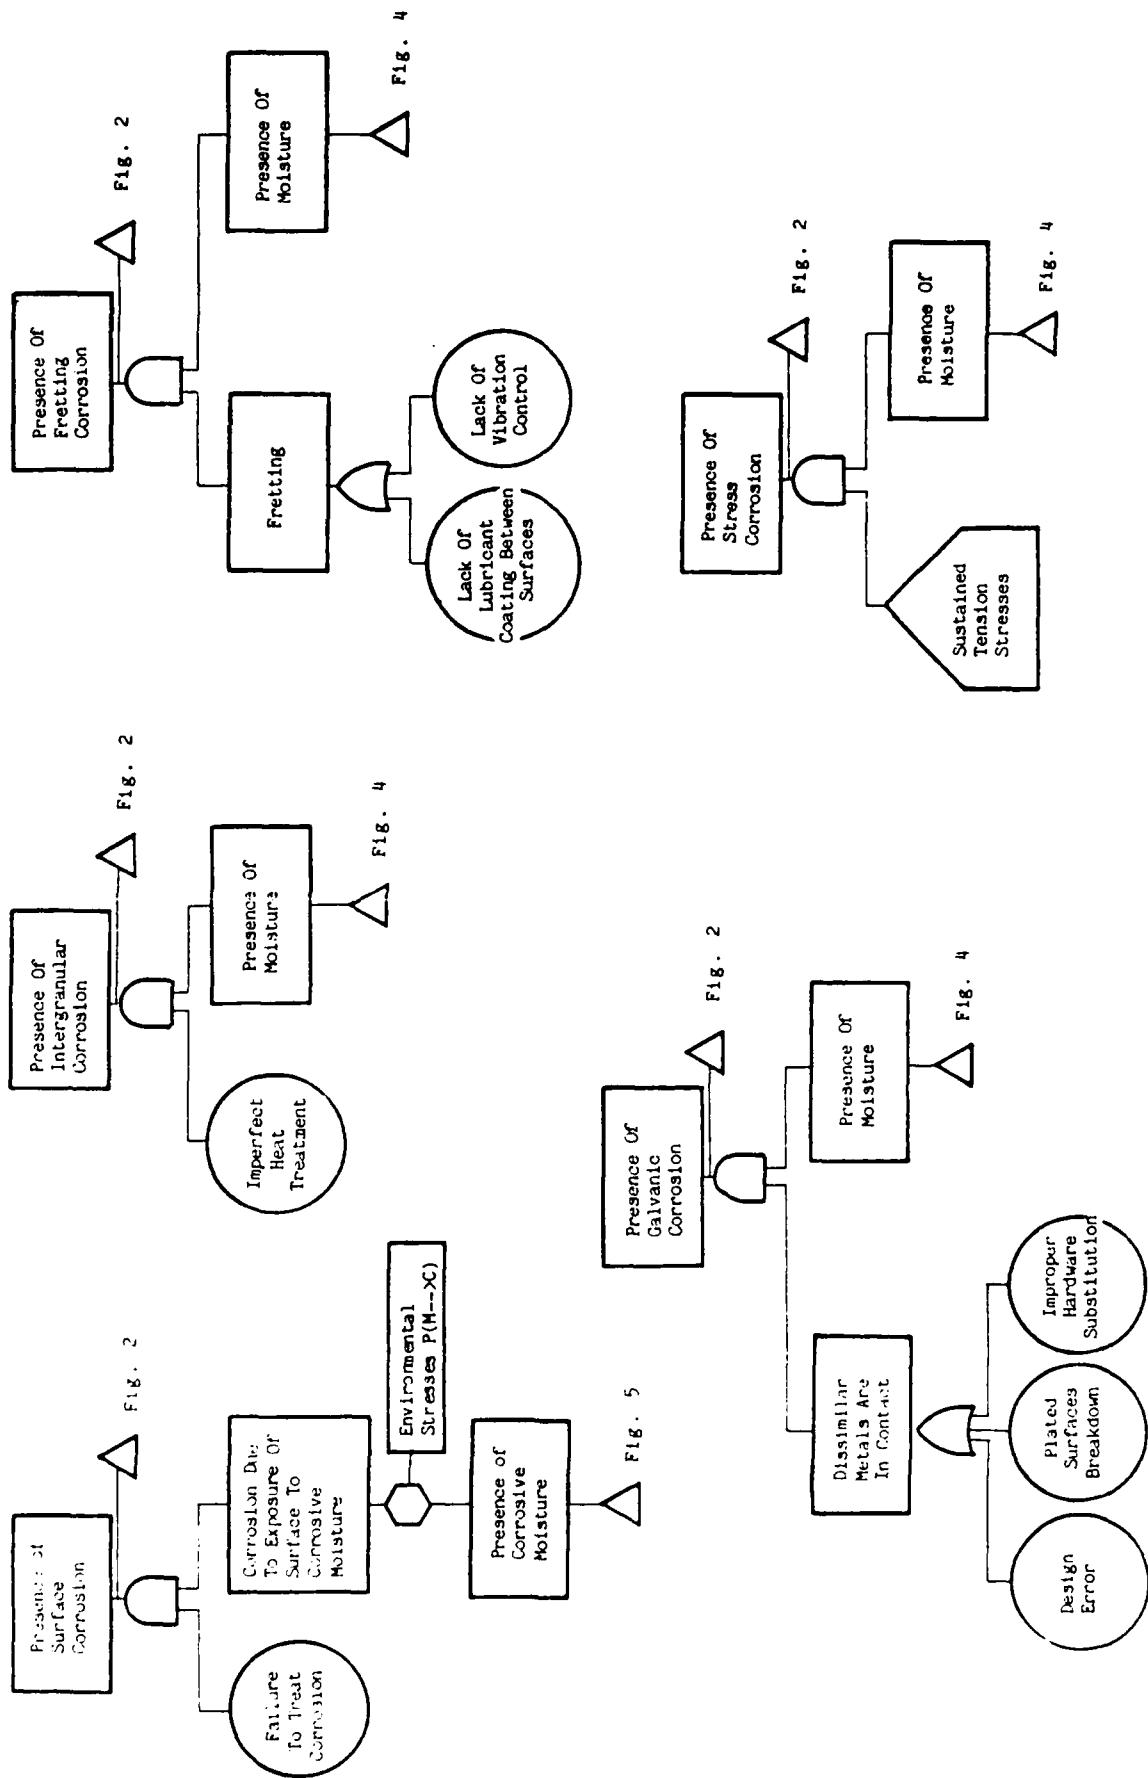 Presence of
Surface
Corrosion
Fig. 2
Failure
To Treat
Corrosion
Corrosion Due
To Exposure Of
Surface To
Corrosive
Moisture
Environmental
Stresses P(M-->C)
Presence of
Corrosive
Moisture
Fig. 5
Presence Of
Intergranular
Corrosion
Fig. 2
Imperfect
Heat
Treatment
Presence Of
Moisture
Fig. 4
Presence Of
Fretting
Corrosion
Fig. 2
Fretting
Presence Of
Moisture
Fig. 4
Lack Of
Lubricant
Coating Between
Surfaces
Lack Of
Vibration
Control
Presence Of
Galvanic
Corrosion
Fig. 2
Dissimilar
Metals Are
In Contact
Presence Of
Moisture
Fig. 4
Design
Error
Plated
Surfaces
Breakdown
Improper
Hardware
Substitution
Presence Of
Stress
Corrosion
Fig. 2
Sustained
Tension
Stresses
Presence Of
Moisture
Fig. 4